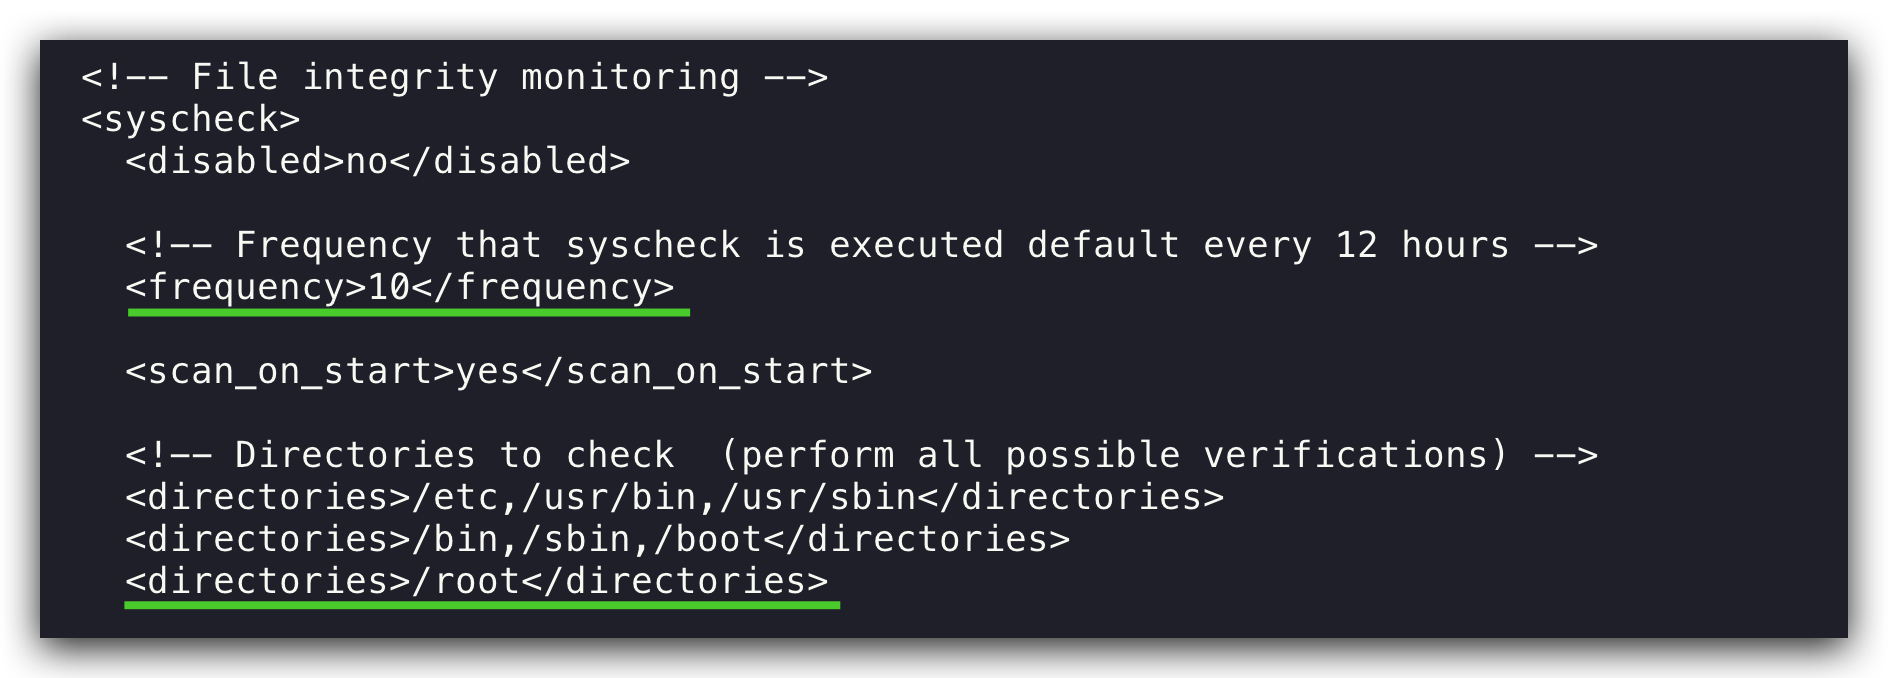 <!-- File integrity monitoring -->
<syscheck>
<disabled>no</disabled>
<!-- Frequency that syscheck is executed default every 12 hours -->
<frequency>10</frequency>
<scan_on_start>yes</scan_on_start>
<!-- Directories to check  (perform all possible verifications) -->
<directories>/etc,/usr/bin,/usr/sbin</directories>
<directories>/bin,/sbin,/boot</directories>
<directories>/root</directories>